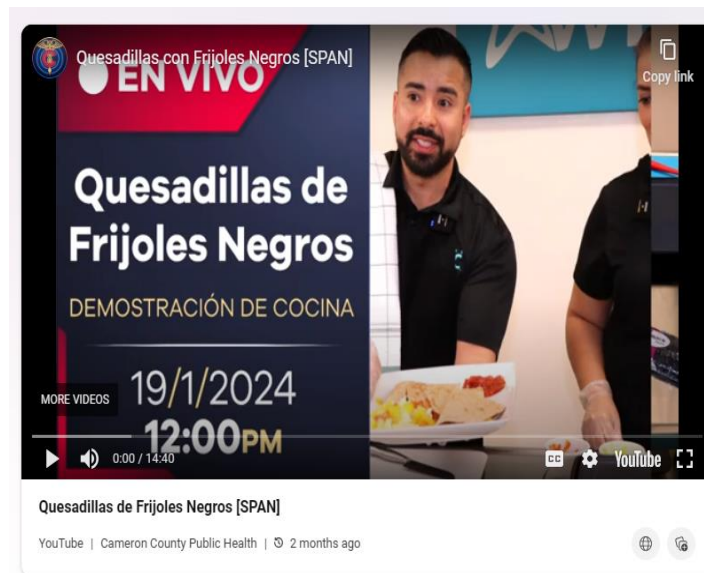 Quesadillas con Frijoles Negros [SPAN]
Copy link
EN VIVO
Quesadillas de
Frijoles Negros
DEMOSTRACIÓN DE COCINA
19/1/2024
12:00PM
MORE VIDEOS
0:00 / 14:40
CC
YouTube
Quesadillas de Frijoles Negros [SPAN]
YouTube | Cameron County Public Health | 2 months ago